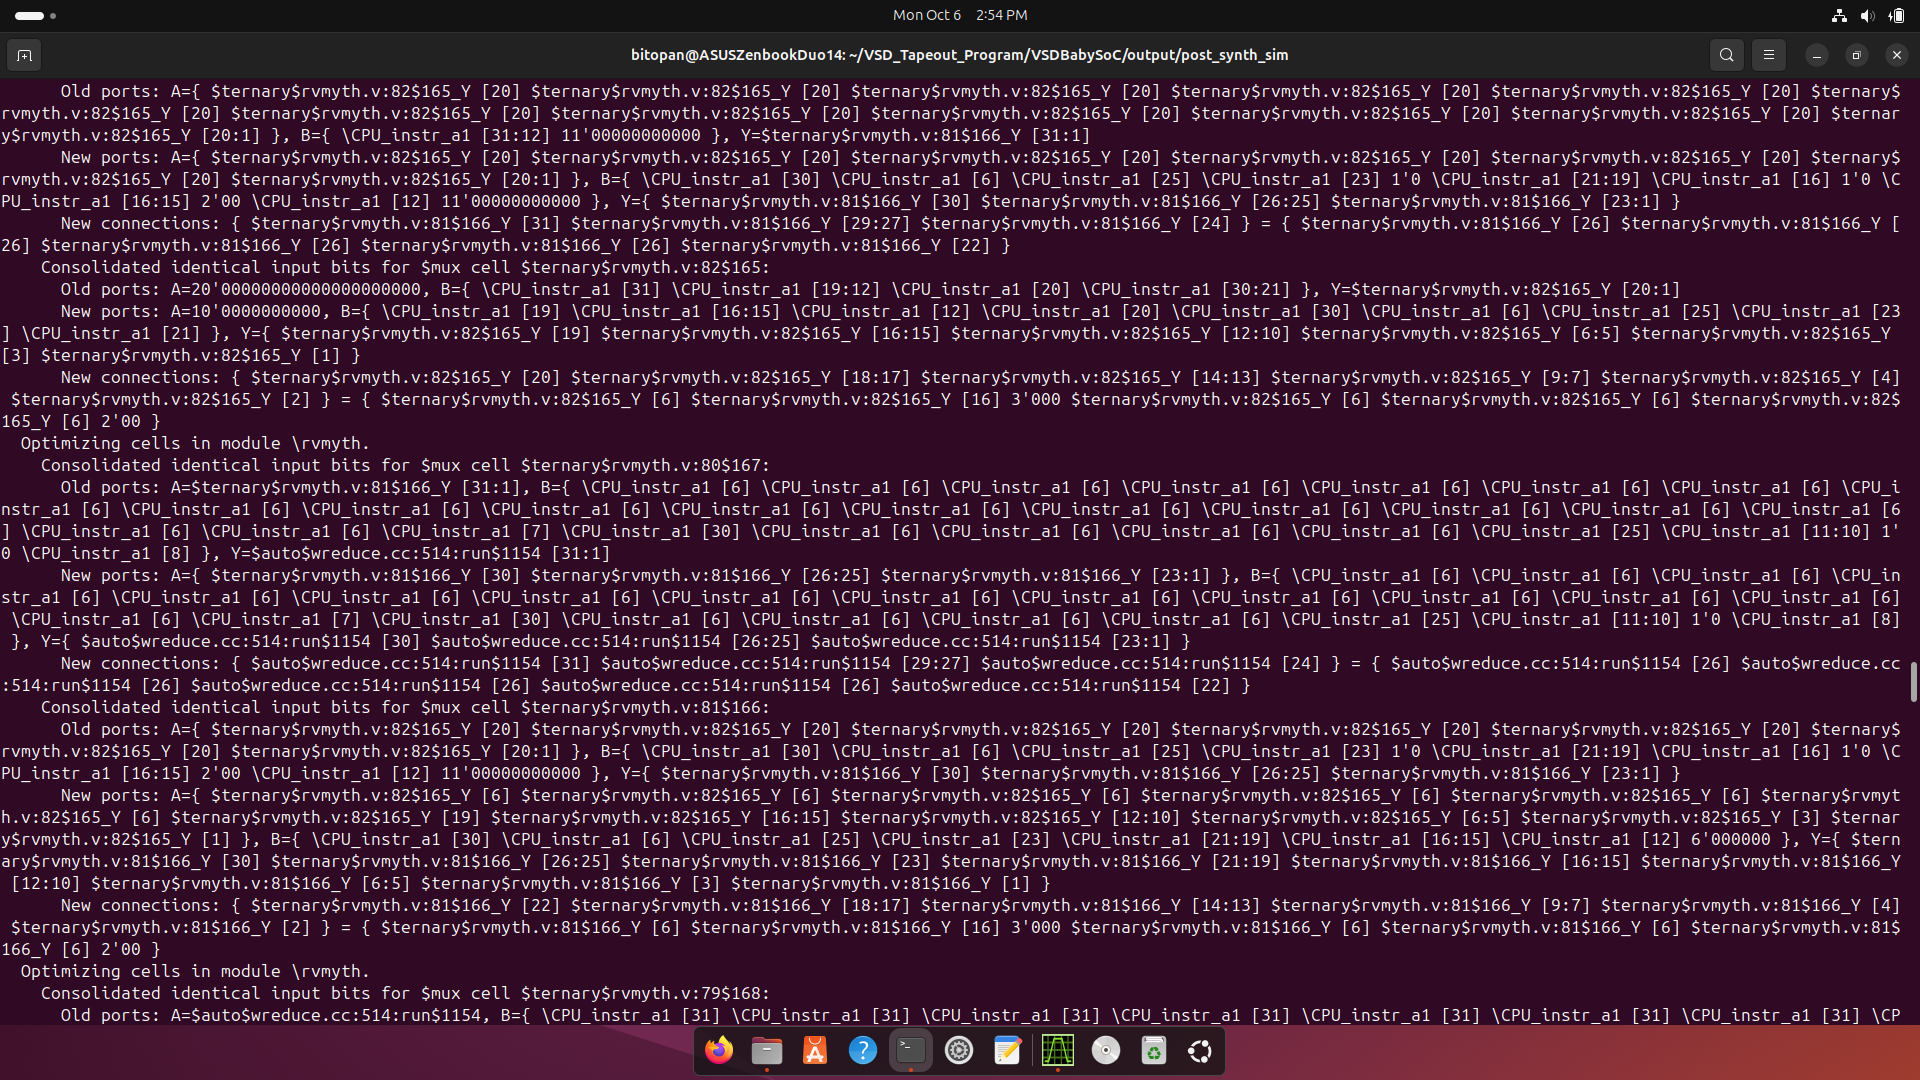 Mon Oct 6 2:54 PM
bitopan@ASUSZenbookDuo14: ~/VSD_Tapeout_Program/VSDBabySoC/output/post_synth_sim
      Old ports: A={ $ternary$rvmyth.v:82$165_Y [20] $ternary$rvmyth.v:82$165_Y [20] $ternary$rvmyth.v:82$165_Y [20] $ternary$rvmyth.v:82$165_Y [20] $ternary$rvmyth.v:82$165_Y [20] $ternary$
rvmyth.v:82$165_Y [20] $ternary$rvmyth.v:82$165_Y [20] $ternary$rvmyth.v:82$165_Y [20] $ternary$rvmyth.v:82$165_Y [20] $ternary$rvmyth.v:82$165_Y [20] $ternary$rvmyth.v:82$165_Y [20] $ternar
y$rvmyth.v:82$165_Y [20:1] }, B={ \CPU_instr_a1 [31:12] 11'00000000000 }, Y=$ternary$rvmyth.v:81$166_Y [31:1]
      New ports: A={ $ternary$rvmyth.v:82$165_Y [20] $ternary$rvmyth.v:82$165_Y [20] $ternary$rvmyth.v:82$165_Y [20] $ternary$rvmyth.v:82$165_Y [20] $ternary$rvmyth.v:82$165_Y [20] $ternary$
rvmyth.v:82$165_Y [20] $ternary$rvmyth.v:82$165_Y [20:1] }, B={ \CPU_instr_a1 [30] \CPU_instr_a1 [6] \CPU_instr_a1 [25] \CPU_instr_a1 [23] 1'0 \CPU_instr_a1 [21:19] \CPU_instr_a1 [16] 1'0 \C
PU_instr_a1 [16:15] 2'00 \CPU_instr_a1 [12] 11'00000000000 }, Y={ $ternary$rvmyth.v:81$166_Y [30] $ternary$rvmyth.v:81$166_Y [26:25] $ternary$rvmyth.v:81$166_Y [23:1] }
      New connections: { $ternary$rvmyth.v:81$166_Y [31] $ternary$rvmyth.v:81$166_Y [29:27] $ternary$rvmyth.v:81$166_Y [24] } = { $ternary$rvmyth.v:81$166_Y [26] $ternary$rvmyth.v:81$166_Y [
26] $ternary$rvmyth.v:81$166_Y [26] $ternary$rvmyth.v:81$166_Y [26] $ternary$rvmyth.v:81$166_Y [22] }
    Consolidated identical input bits for $mux cell $ternary$rvmyth.v:82$165:
      Old ports: A=20'00000000000000000000, B={ \CPU_instr_a1 [31] \CPU_instr_a1 [19:12] \CPU_instr_a1 [20] \CPU_instr_a1 [30:21] }, Y=$ternary$rvmyth.v:82$165_Y [20:1]
      New ports: A=10'0000000000, B={ \CPU_instr_a1 [19] \CPU_instr_a1 [16:15] \CPU_instr_a1 [12] \CPU_instr_a1 [20] \CPU_instr_a1 [30] \CPU_instr_a1 [6] \CPU_instr_a1 [25] \CPU_instr_a1 [23
] \CPU_instr_a1 [21] }, Y={ $ternary$rvmyth.v:82$165_Y [19] $ternary$rvmyth.v:82$165_Y [16:15] $ternary$rvmyth.v:82$165_Y [12:10] $ternary$rvmyth.v:82$165_Y [6:5] $ternary$rvmyth.v:82$165_Y
[3] $ternary$rvmyth.v:82$165_Y [1] }
      New connections: { $ternary$rvmyth.v:82$165_Y [20] $ternary$rvmyth.v:82$165_Y [18:17] $ternary$rvmyth.v:82$165_Y [14:13] $ternary$rvmyth.v:82$165_Y [9:7] $ternary$rvmyth.v:82$165_Y [4]
 $ternary$rvmyth.v:82$165_Y [2] } = { $ternary$rvmyth.v:82$165_Y [6] $ternary$rvmyth.v:82$165_Y [16] 3'000 $ternary$rvmyth.v:82$165_Y [6] $ternary$rvmyth.v:82$165_Y [6] $ternary$rvmyth.v:82$
165_Y [6] 2'00 }
  Optimizing cells in module \rvmyth.
    Consolidated identical input bits for $mux cell $ternary$rvmyth.v:80$167:
      Old ports: A=$ternary$rvmyth.v:81$166_Y [31:1], B={ \CPU_instr_a1 [6] \CPU_instr_a1 [6] \CPU_instr_a1 [6] \CPU_instr_a1 [6] \CPU_instr_a1 [6] \CPU_instr_a1 [6] \CPU_instr_a1 [6] \CPU_i
nstr_a1 [6] \CPU_instr_a1 [6] \CPU_instr_a1 [6] \CPU_instr_a1 [6] \CPU_instr_a1 [6] \CPU_instr_a1 [6] \CPU_instr_a1 [6] \CPU_instr_a1 [6] \CPU_instr_a1 [6] \CPU_instr_a1 [6] \CPU_instr_a1 [6
] \CPU_instr_a1 [6] \CPU_instr_a1 [6] \CPU_instr_a1 [7] \CPU_instr_a1 [30] \CPU_instr_a1 [6] \CPU_instr_a1 [6] \CPU_instr_a1 [6] \CPU_instr_a1 [6] \CPU_instr_a1 [25] \CPU_instr_a1 [11:10] 1'
0 \CPU_instr_a1 [8] }, Y=$auto$wreduce.cc:514:run$1154 [31:1]
      New ports: A={ $ternary$rvmyth.v:81$166_Y [30] $ternary$rvmyth.v:81$166_Y [26:25] $ternary$rvmyth.v:81$166_Y [23:1] }, B={ \CPU_instr_a1 [6] \CPU_instr_a1 [6] \CPU_instr_a1 [6] \CPU_in
str_a1 [6] \CPU_instr_a1 [6] \CPU_instr_a1 [6] \CPU_instr_a1 [6] \CPU_instr_a1 [6] \CPU_instr_a1 [6] \CPU_instr_a1 [6] \CPU_instr_a1 [6] \CPU_instr_a1 [6] \CPU_instr_a1 [6] \CPU_instr_a1 [6]
 \CPU_instr_a1 [6] \CPU_instr_a1 [7] \CPU_instr_a1 [30] \CPU_instr_a1 [6] \CPU_instr_a1 [6] \CPU_instr_a1 [6] \CPU_instr_a1 [6] \CPU_instr_a1 [25] \CPU_instr_a1 [11:10] 1'0 \CPU_instr_a1 [8]
 }, Y={ $auto$wreduce.cc:514:run$1154 [30] $auto$wreduce.cc:514:run$1154 [26:25] $auto$wreduce.cc:514:run$1154 [23:1] }
      New connections: { $auto$wreduce.cc:514:run$1154 [31] $auto$wreduce.cc:514:run$1154 [29:27] $auto$wreduce.cc:514:run$1154 [24] } = { $auto$wreduce.cc:514:run$1154 [26] $auto$wreduce.cc
:514:run$1154 [26] $auto$wreduce.cc:514:run$1154 [26] $auto$wreduce.cc:514:run$1154 [26] $auto$wreduce.cc:514:run$1154 [22] }
    Consolidated identical input bits for $mux cell $ternary$rvmyth.v:81$166:
      Old ports: A={ $ternary$rvmyth.v:82$165_Y [20] $ternary$rvmyth.v:82$165_Y [20] $ternary$rvmyth.v:82$165_Y [20] $ternary$rvmyth.v:82$165_Y [20] $ternary$rvmyth.v:82$165_Y [20] $ternary$
rvmyth.v:82$165_Y [20] $ternary$rvmyth.v:82$165_Y [20:1] }, B={ \CPU_instr_a1 [30] \CPU_instr_a1 [6] \CPU_instr_a1 [25] \CPU_instr_a1 [23] 1'0 \CPU_instr_a1 [21:19] \CPU_instr_a1 [16] 1'0 \C
PU_instr_a1 [16:15] 2'00 \CPU_instr_a1 [12] 11'00000000000 }, Y={ $ternary$rvmyth.v:81$166_Y [30] $ternary$rvmyth.v:81$166_Y [26:25] $ternary$rvmyth.v:81$166_Y [23:1] }
      New ports: A={ $ternary$rvmyth.v:82$165_Y [6] $ternary$rvmyth.v:82$165_Y [6] $ternary$rvmyth.v:82$165_Y [6] $ternary$rvmyth.v:82$165_Y [6] $ternary$rvmyth.v:82$165_Y [6] $ternary$rvmyt
h.v:82$165_Y [6] $ternary$rvmyth.v:82$165_Y [19] $ternary$rvmyth.v:82$165_Y [16:15] $ternary$rvmyth.v:82$165_Y [12:10] $ternary$rvmyth.v:82$165_Y [6:5] $ternary$rvmyth.v:82$165_Y [3] $ternar
y$rvmyth.v:82$165_Y [1] }, B={ \CPU_instr_a1 [30] \CPU_instr_a1 [6] \CPU_instr_a1 [25] \CPU_instr_a1 [23] \CPU_instr_a1 [21:19] \CPU_instr_a1 [16:15] \CPU_instr_a1 [12] 6'000000 }, Y={ $tern
ary$rvmyth.v:81$166_Y [30] $ternary$rvmyth.v:81$166_Y [26:25] $ternary$rvmyth.v:81$166_Y [23] $ternary$rvmyth.v:81$166_Y [21:19] $ternary$rvmyth.v:81$166_Y [16:15] $ternary$rvmyth.v:81$166_Y
 [12:10] $ternary$rvmyth.v:81$166_Y [6:5] $ternary$rvmyth.v:81$166_Y [3] $ternary$rvmyth.v:81$166_Y [1] }
      New connections: { $ternary$rvmyth.v:81$166_Y [22] $ternary$rvmyth.v:81$166_Y [18:17] $ternary$rvmyth.v:81$166_Y [14:13] $ternary$rvmyth.v:81$166_Y [9:7] $ternary$rvmyth.v:81$166_Y [4]
 $ternary$rvmyth.v:81$166_Y [2] } = { $ternary$rvmyth.v:81$166_Y [6] $ternary$rvmyth.v:81$166_Y [16] 3'000 $ternary$rvmyth.v:81$166_Y [6] $ternary$rvmyth.v:81$166_Y [6] $ternary$rvmyth.v:81$
166_Y [6] 2'00 }
  Optimizing cells in module \rvmyth.
    Consolidated identical input bits for $mux cell $ternary$rvmyth.v:79$168:
      Old ports: A=$auto$wreduce.cc:514:run$1154, B={ \CPU_instr_a1 [31] \CPU_instr_a1 [31] \CPU_instr_a1 [31] \CPU_instr_a1 [31] \CPU_instr_a1 [31] \CPU_instr_a1 [31] \CPU_instr_a1 [31] \CP